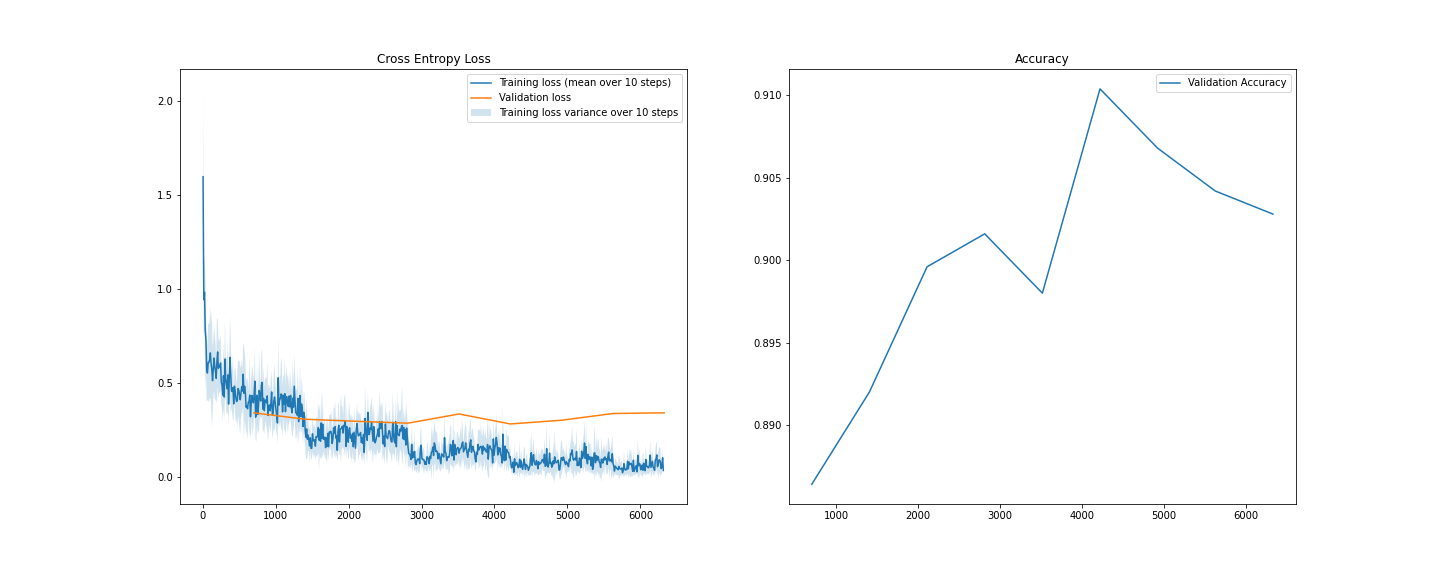 Cross Entropy Loss
Training loss (mean over 10 steps)
Validation loss
Training loss variance over 10 steps
2.0
1.5
1.0
0.5
0.0
0 1000 2000 3000 4000 5000 6000
Accuracy
Validation Accuracy
0.910
0.905
0.900
0.895
0.890
1000 2000 3000 4000 5000 6000